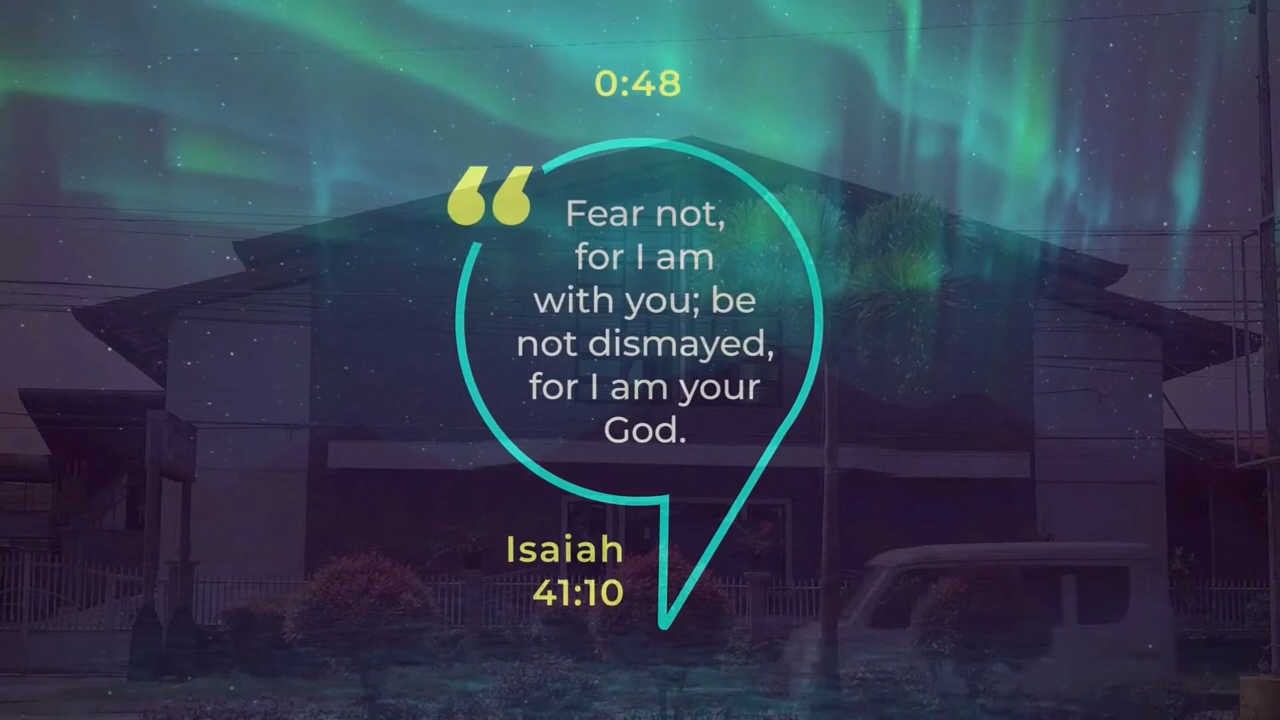 0:48
“
Fear not,
for I am
with you; be
not dismayed,
for I am your
God.
Isaiah
41:10